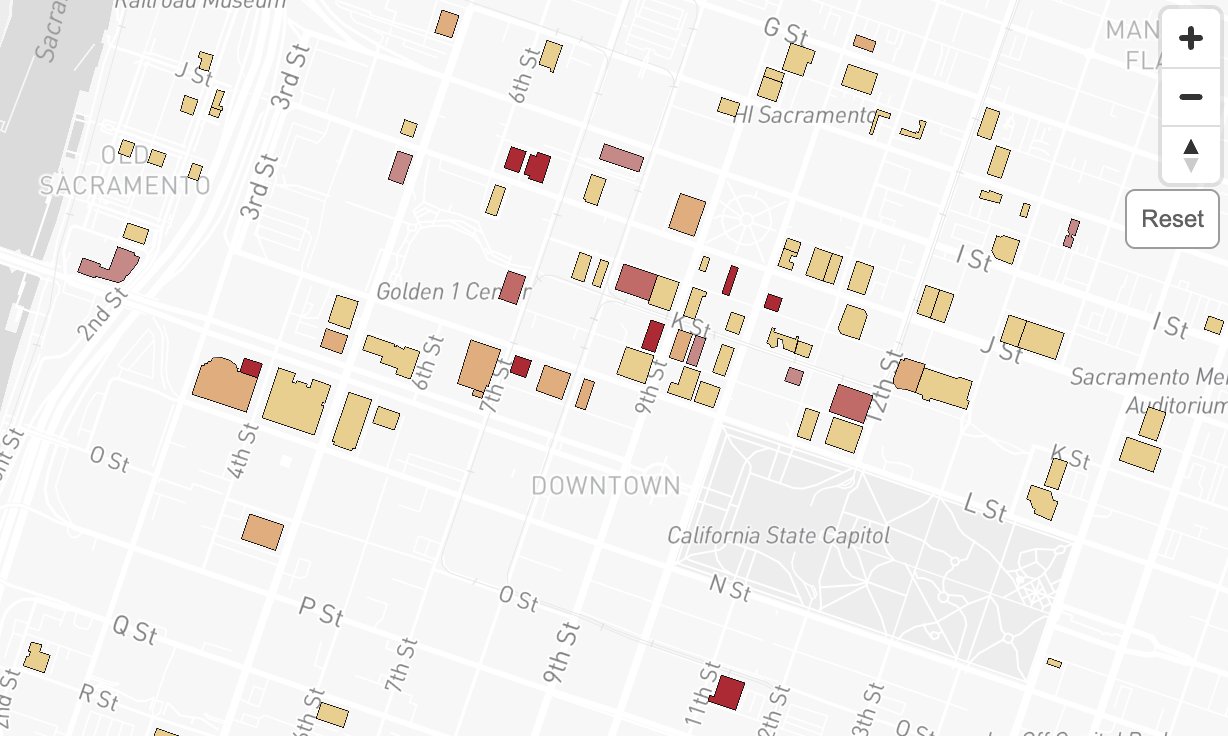 Railroad Museum
G St
MAN
FLA
Sacra
J St
3rd St
6th St
HI Sacramento
OLD
SACRAMENTO
3rd St
Reset
I St
Golden 1 Center
2nd St
K St
I St
J St
6th St
7th St
9th St
12th St
Sacramento Me
Auditorium
4th St
O St
ont St
K St
DOWNTOWN
L St
California State Capitol
N St
O St
P St
Q St
7th St
9th St
11th St
2nd St
R St
6th St
2th St
3th St
O St